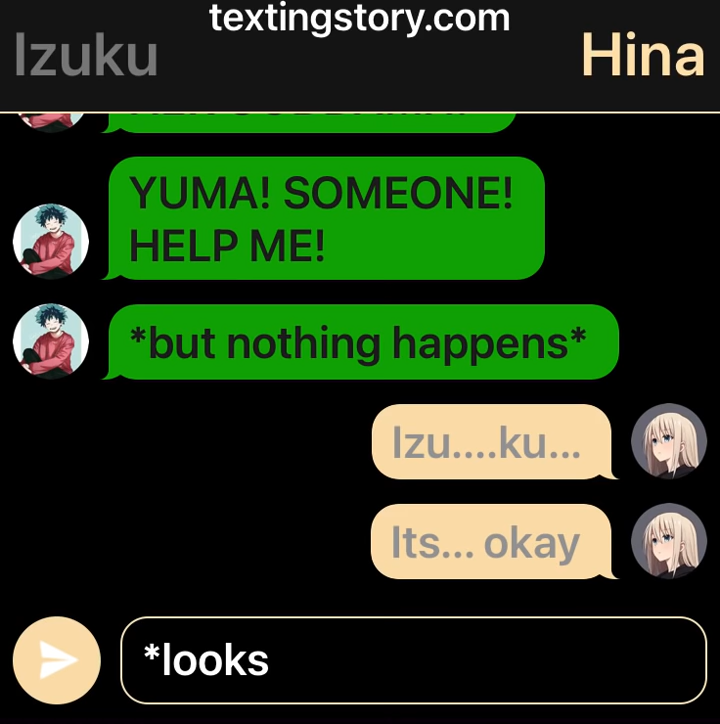 textingstory.com
Izuku
Hina
YUMA! SOMEONE!
HELP ME!
*but nothing happens*
Izu....ku...
Its... okay
*looks